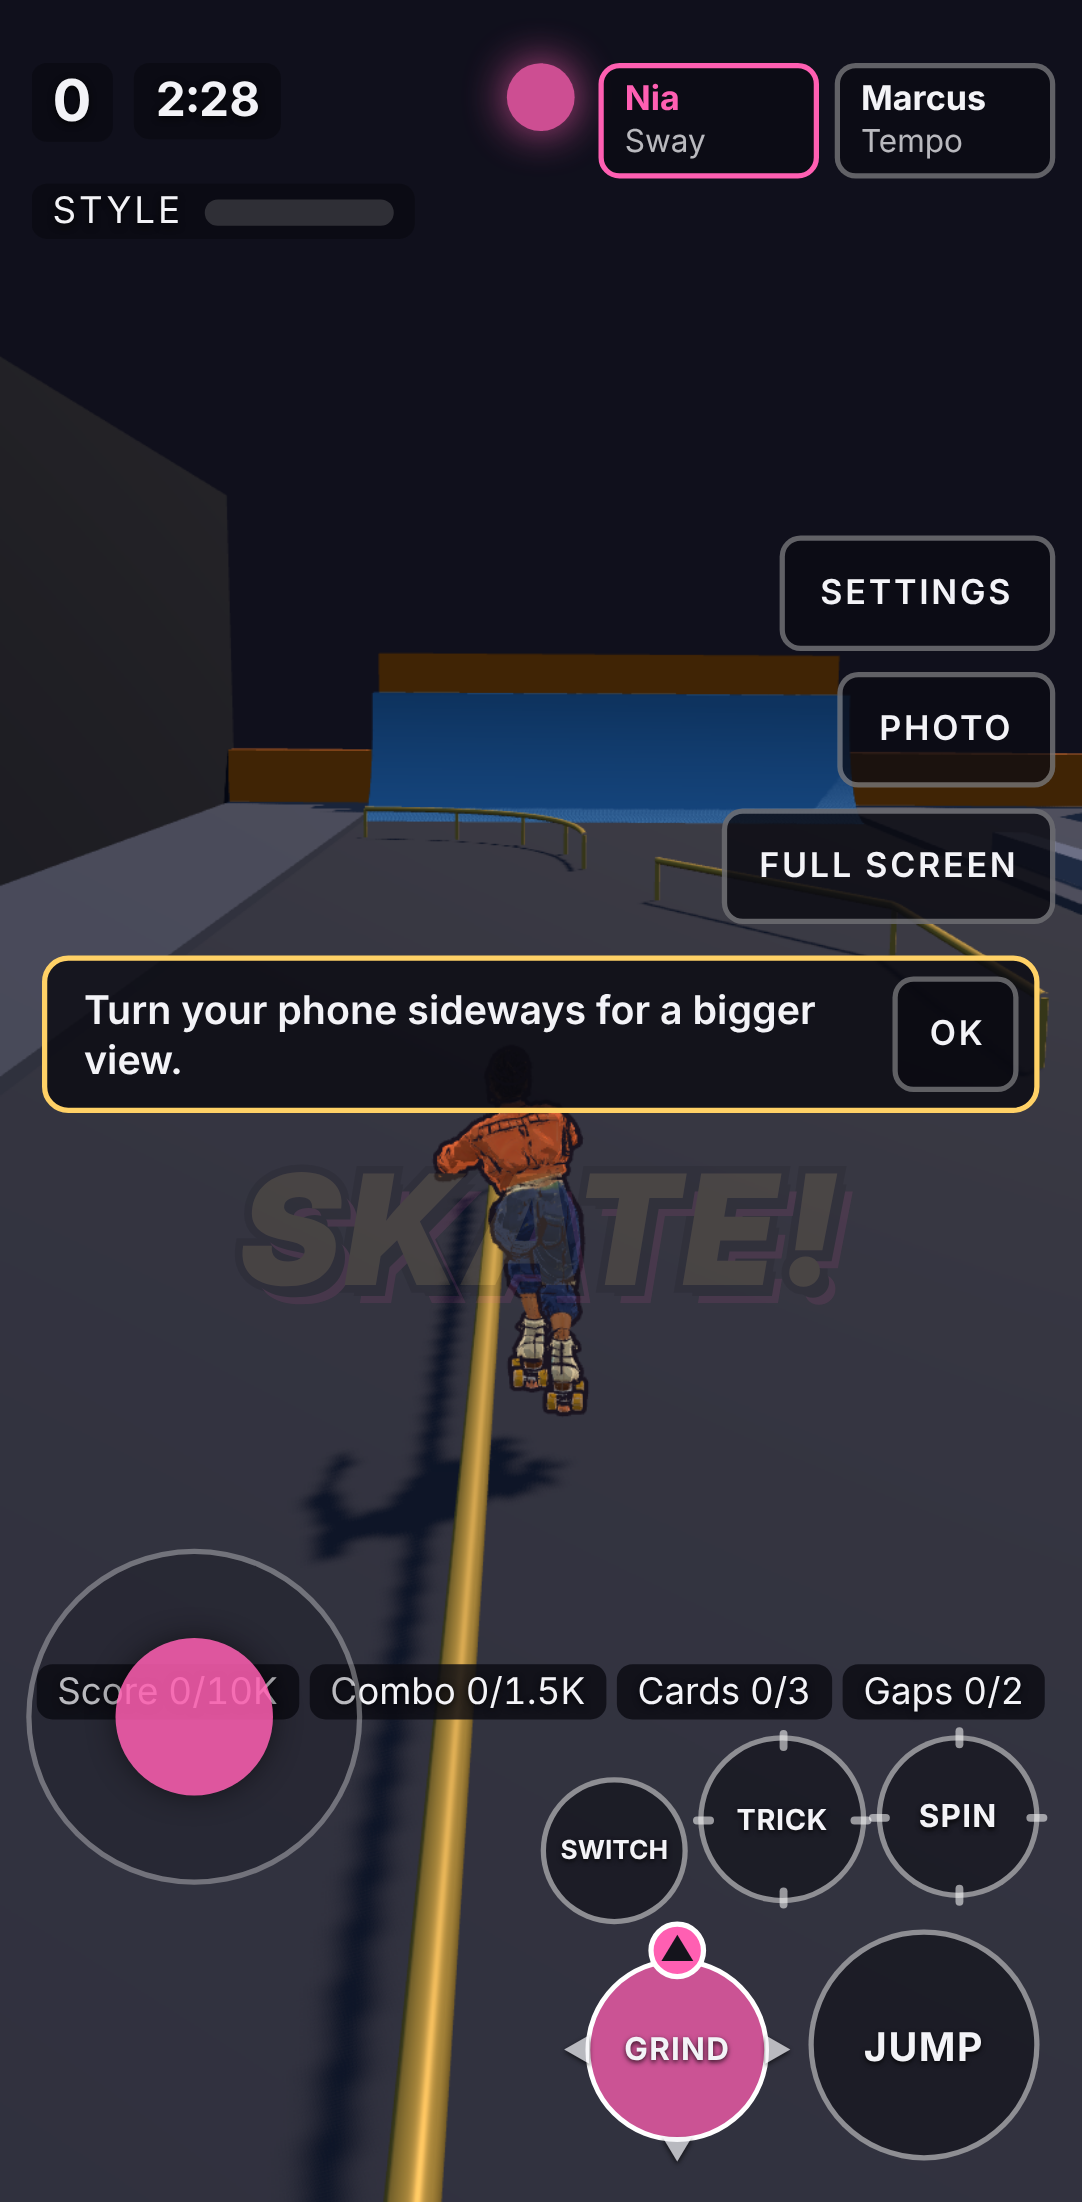 0
2:28
Nia
Sway
Marcus
Tempo
STYLE
SETTINGS
PHOTO
FULL SCREEN
Turn your phone sideways for a bigger
view.
OK
SKATE!
Score 0/10K
Combo 0/1.5K
Cards 0/3
Gaps 0/2
SWITCH
TRICK
SPIN
GRIND
JUMP